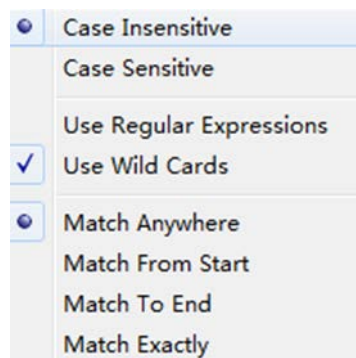 Case Insensitive
Case Sensitive
Use Regular Expressions
Use Wild Cards
Match Anywhere
Match From Start
Match To End
Match Exactly